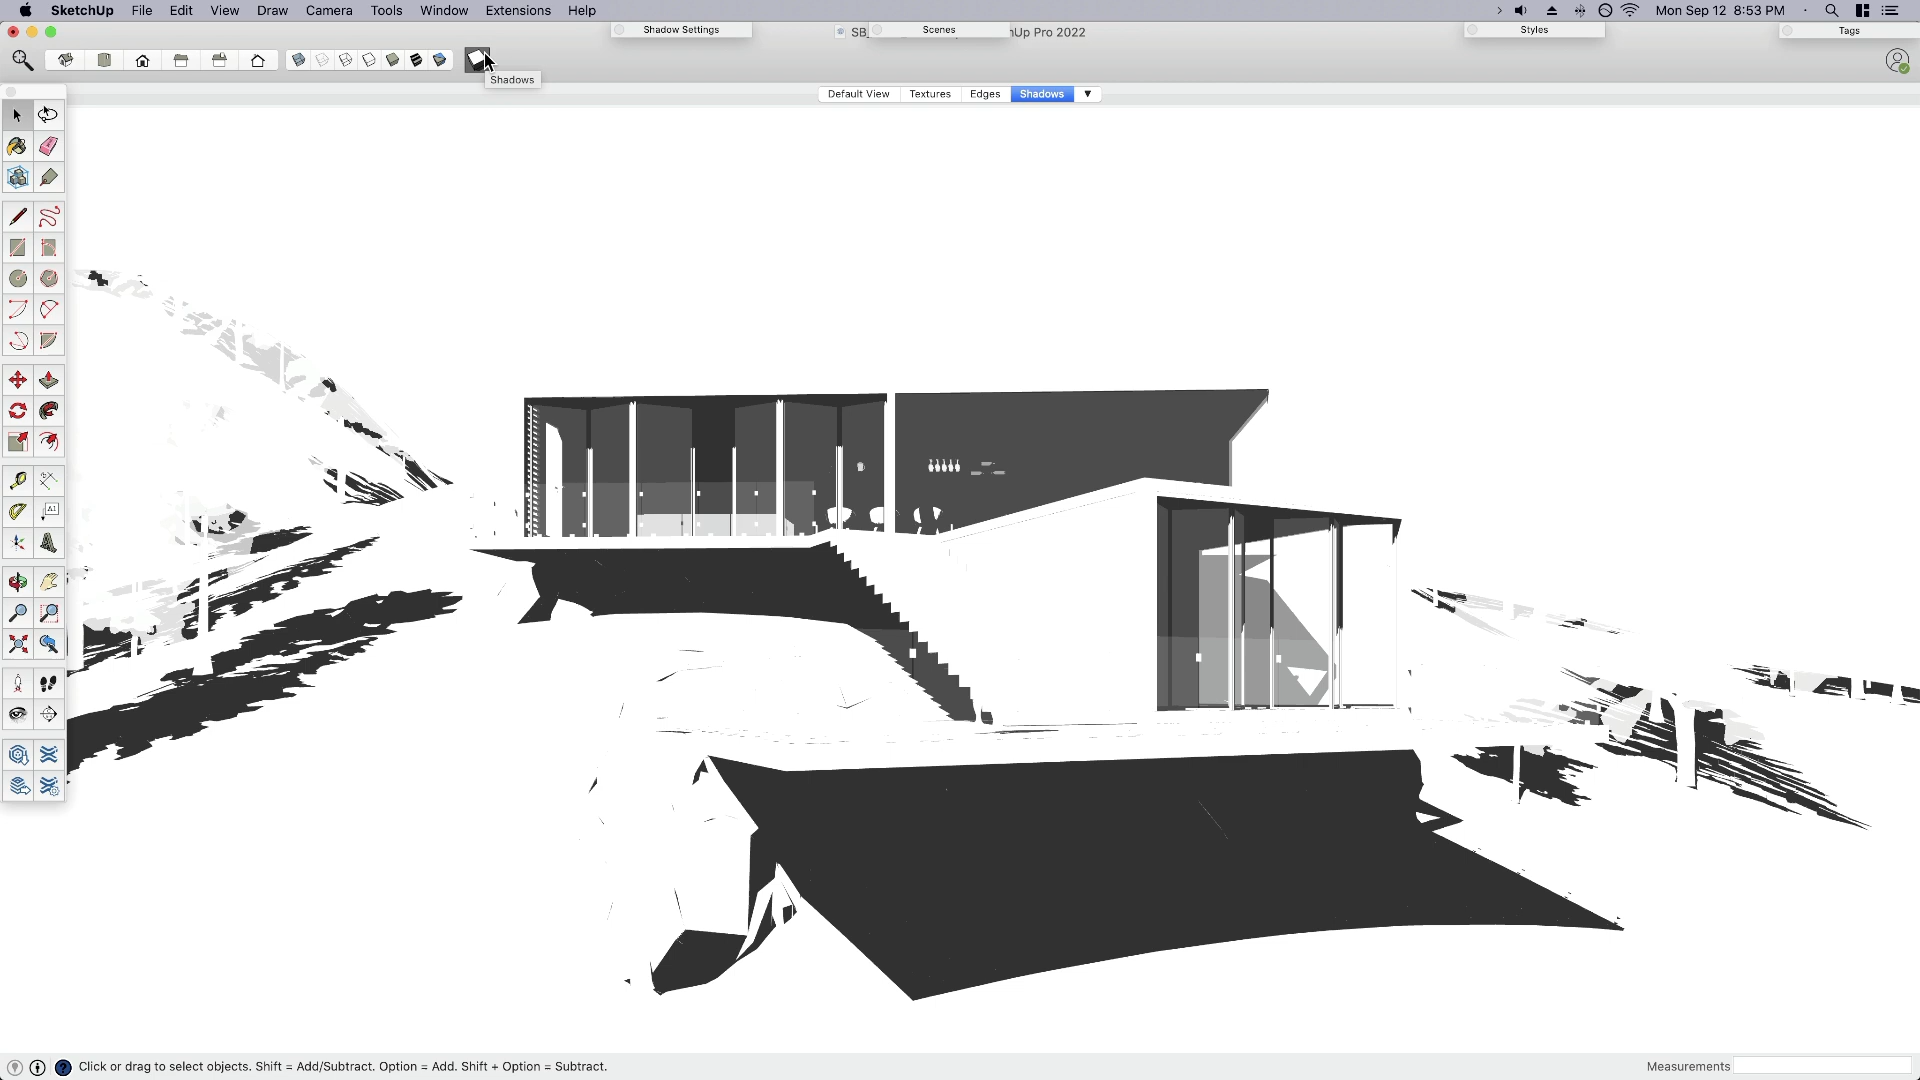 SketchUp File Edit View Draw Camera Tools Window Extensions Help
Mon Sep 12 8:53 PM
Shadow Settings
SB
Scenes
Up Pro 2022
Styles
Tags
Shadows
Default View Textures Edges Shadows
A1
Click or drag to select objects. Shift = Add/Subtract. Option = Add. Shift + Option = Subtract.
Measurements